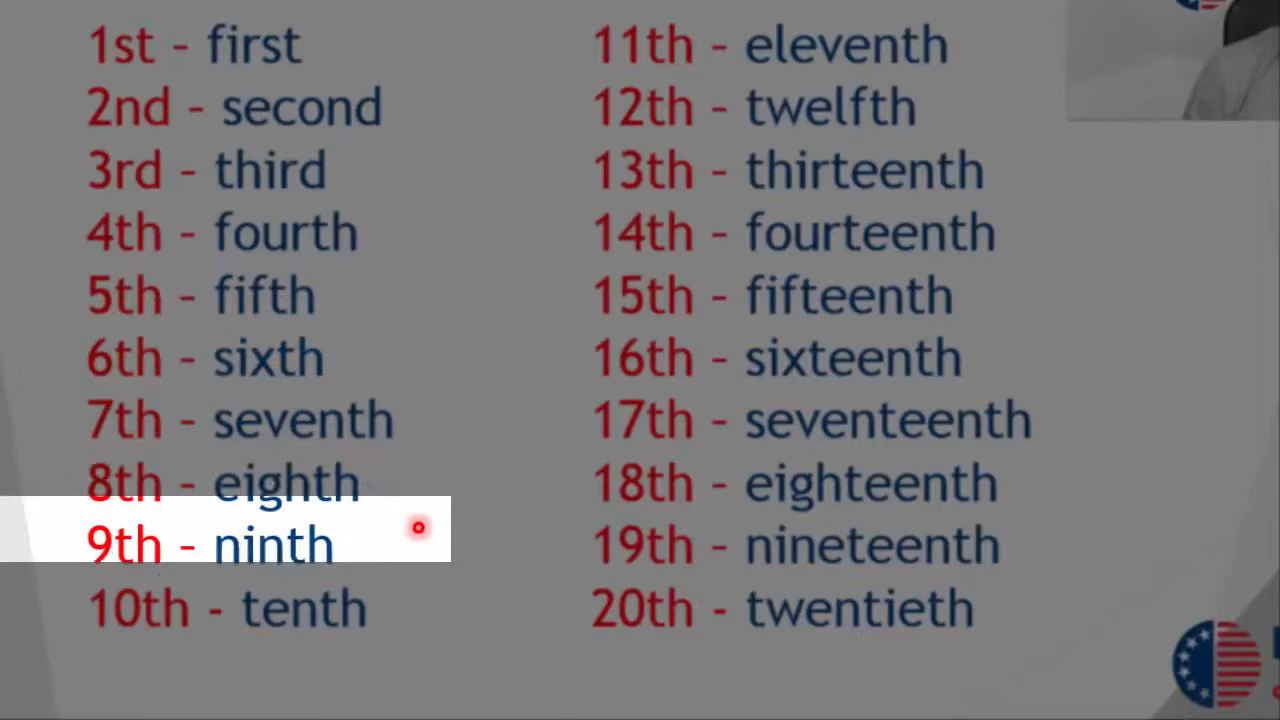 1st - first
2nd - second
3rd - third
4th - fourth
5th - fifth
6th - sixth
7th - seventh
8th - eighth
9th - ninth
10th - tenth
11th - eleventh
12th - twelfth
13th - thirteenth
14th - fourteenth
15th - fifteenth
16th - sixteenth
17th - seventeenth
18th - eighteenth
19th - nineteenth
20th - twentieth